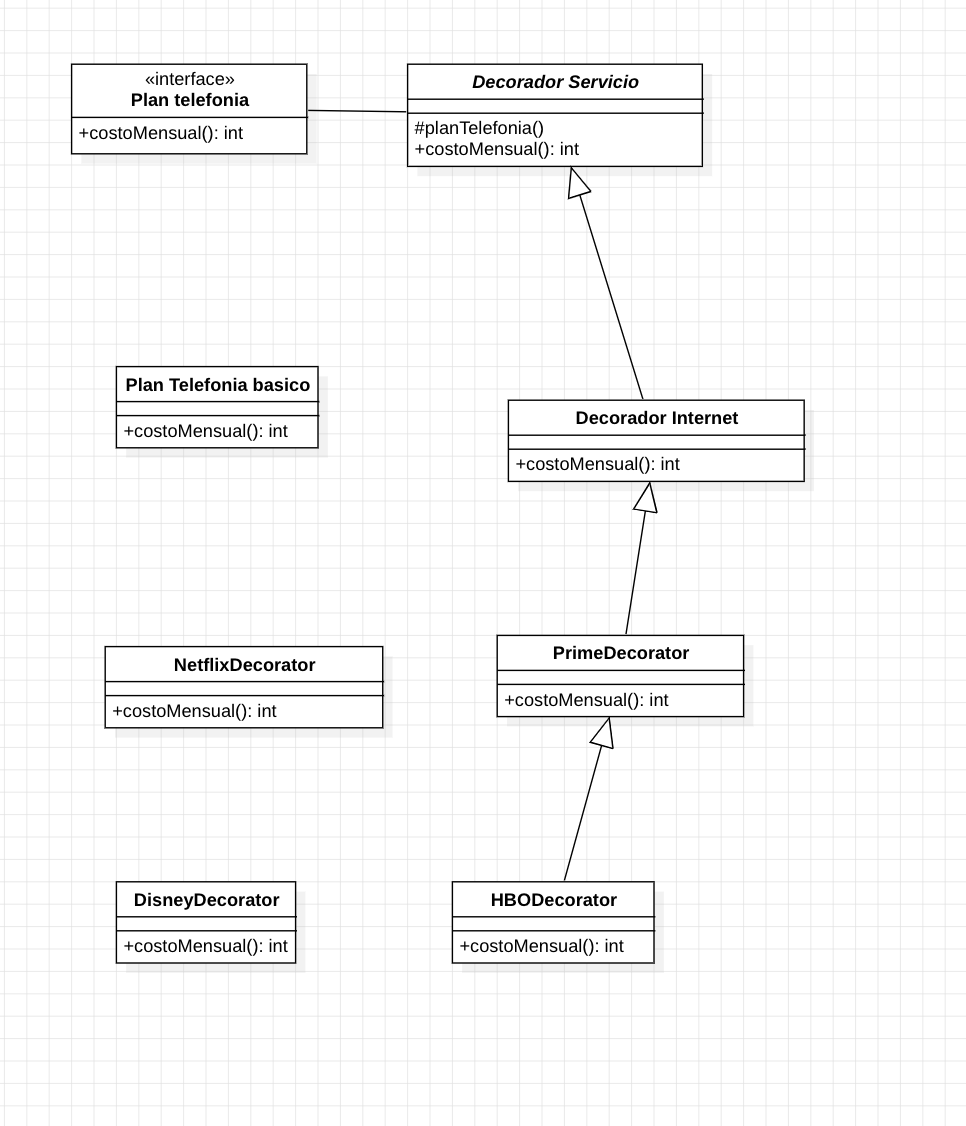 «interface»
Plan telefonia
+costoMensual(): int
Decorador Servicio
#planTelefonia()
+costoMensual(): int
Plan Telefonia basico
+costoMensual(): int
Decorador Internet
+costoMensual(): int
NetflixDecorator
+costoMensual(): int
PrimeDecorator
+costoMensual(): int
DisneyDecorator
+costoMensual(): int
HBODecorator
+costoMensual(): int